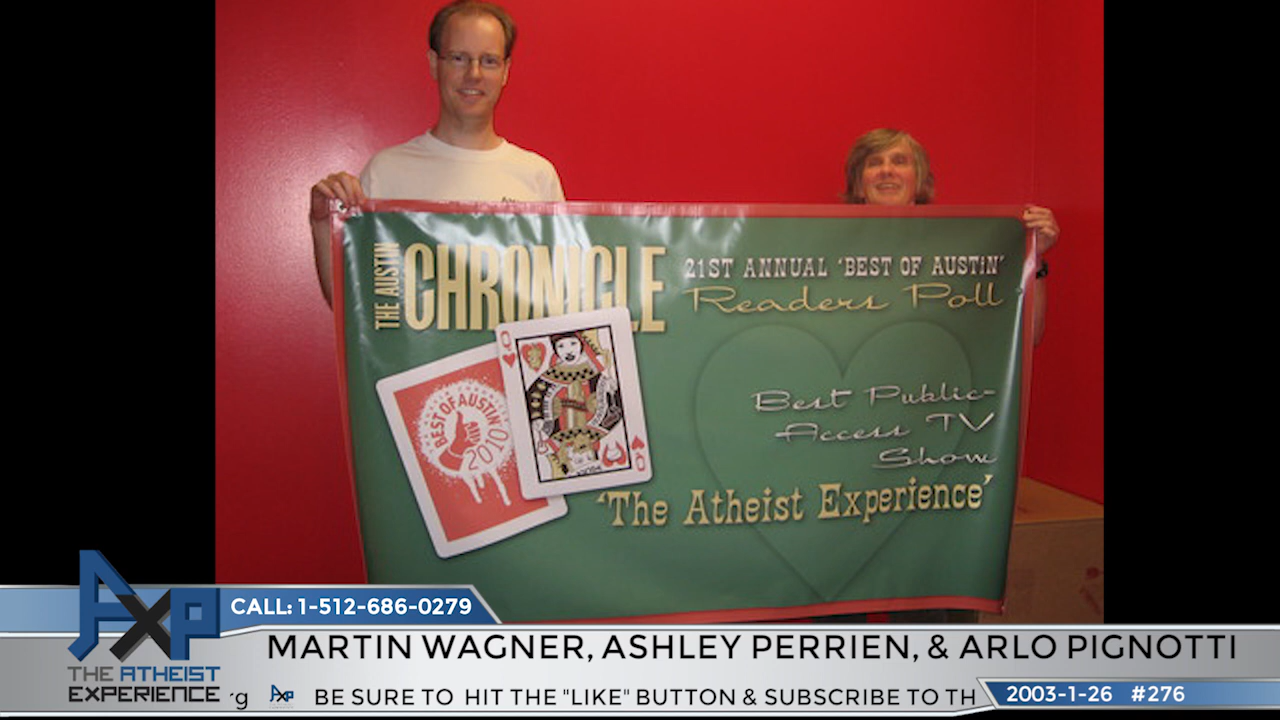 THE AUSTIN
CHRONICLE
21ST ANNUAL 'BEST OF AUSTIN'
Readers Poll
Q
BEST OF AUSTIN
2010
Q
Best Public-
Access TV
Show
'The Atheist Experience'
AXP
THE ATHEIST
EXPERIENCE
CALL: 1-512-686-0279
MARTIN WAGNER, ASHLEY PERRIEN, & ARLO PIGNOTTI
rg AXP BE SURE TO HIT THE "LIKE" BUTTON & SUBSCRIBE TO TH
2003-1-26 #276